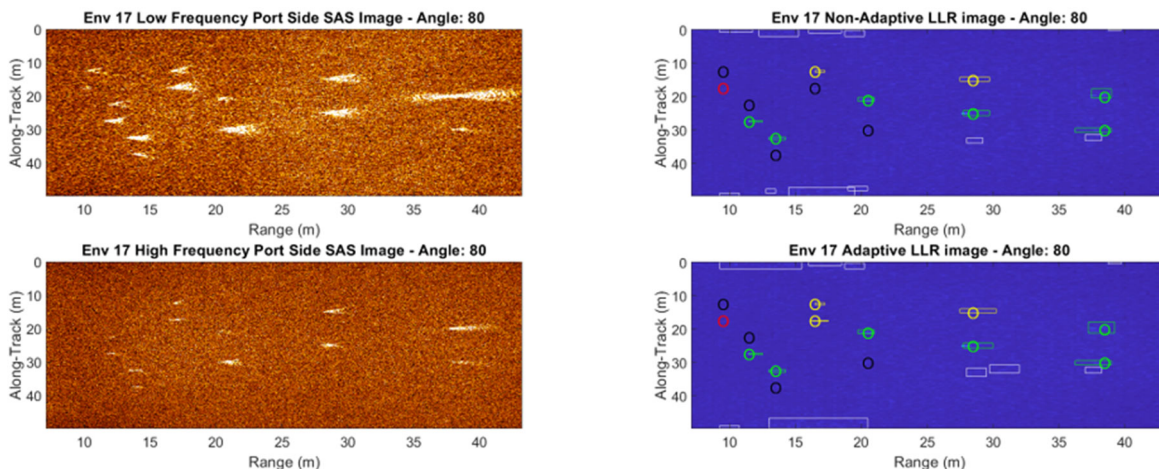 Env 17 Low Frequency Port Side SAS Image - Angle: 80
0
10
20
30
40
Along-Track (m)
10 15 20 25 30 35 40
Range (m)
Env 17 Non-Adaptive LLR image - Angle: 80
0
10
20
30
40
Along-Track (m)
10 15 20 25 30 35 40
Range (m)
Env 17 High Frequency Port Side SAS Image - Angle: 80
0
10
20
30
40
Along-Track (m)
10 15 20 25 30 35 40
Range (m)
Env 17 Adaptive LLR image - Angle: 80
0
10
20
30
40
Along-Track (m)
10 15 20 25 30 35 40
Range (m)